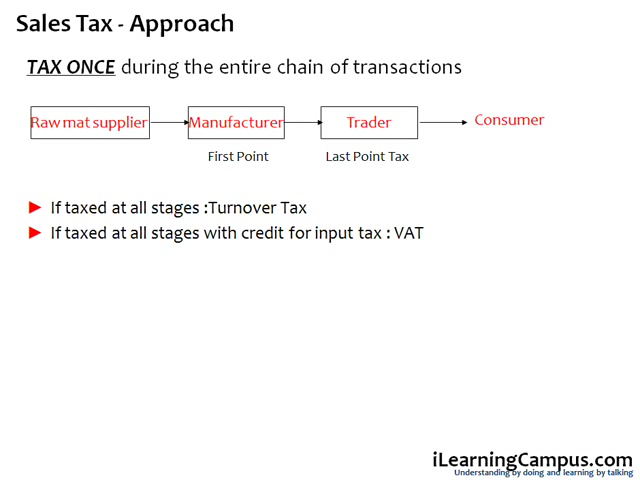 Sales Tax - Approach
TAX ONCE during the entire chain of transactions
Raw mat supplier
Manufacturer
Trader
Consumer
First Point
Last Point Tax
If taxed at all stages :Turnover Tax
If taxed at all stages with credit for input tax : VAT
iLearningCampus.com
Understanding by doing and learning by talking